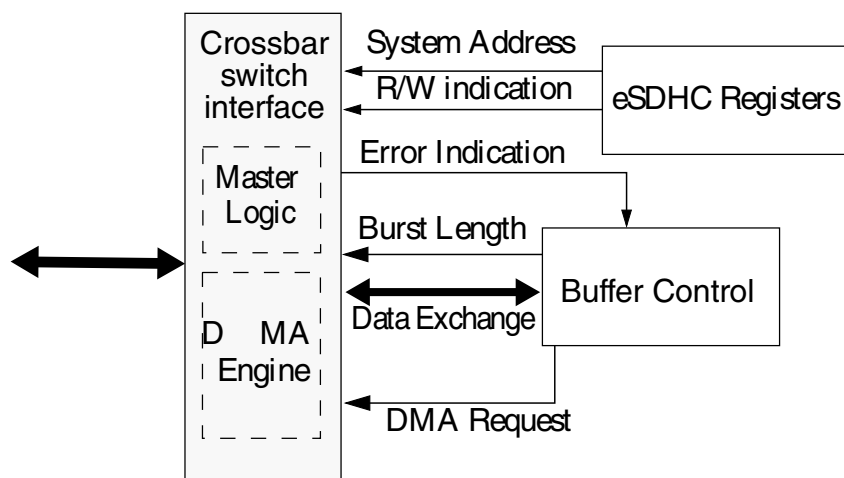 Crossbar
switch
interface
Master
Logic
D MA
Engine
System Address
R/W indication
Error Indication
Burst Length
Data Exchange
DMA Request
eSDHC Registers
Buffer Control